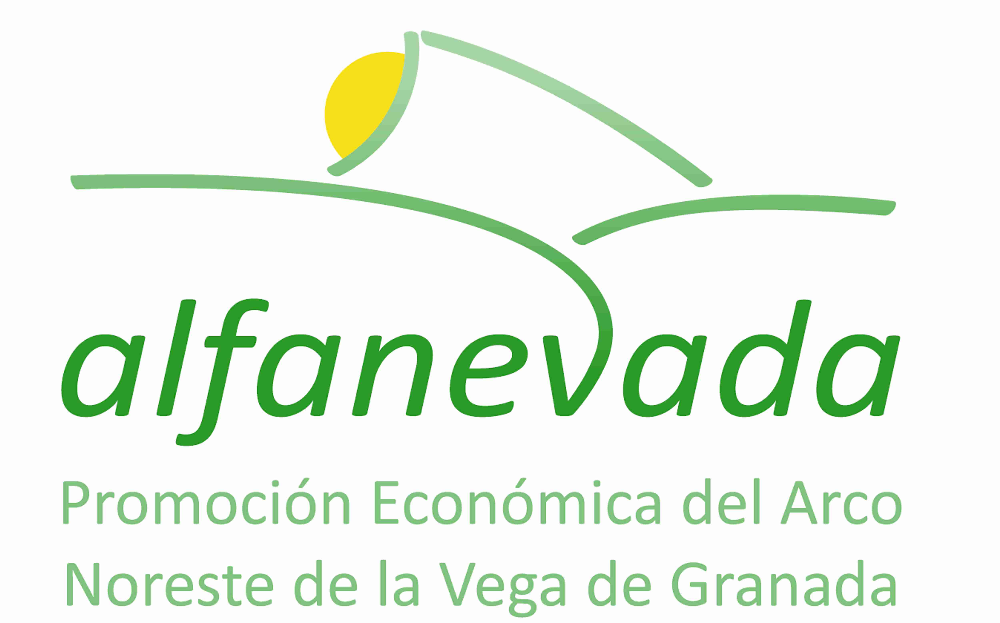 alfanevada
Promoción Económica del Arco
Noreste de la Vega de Granada